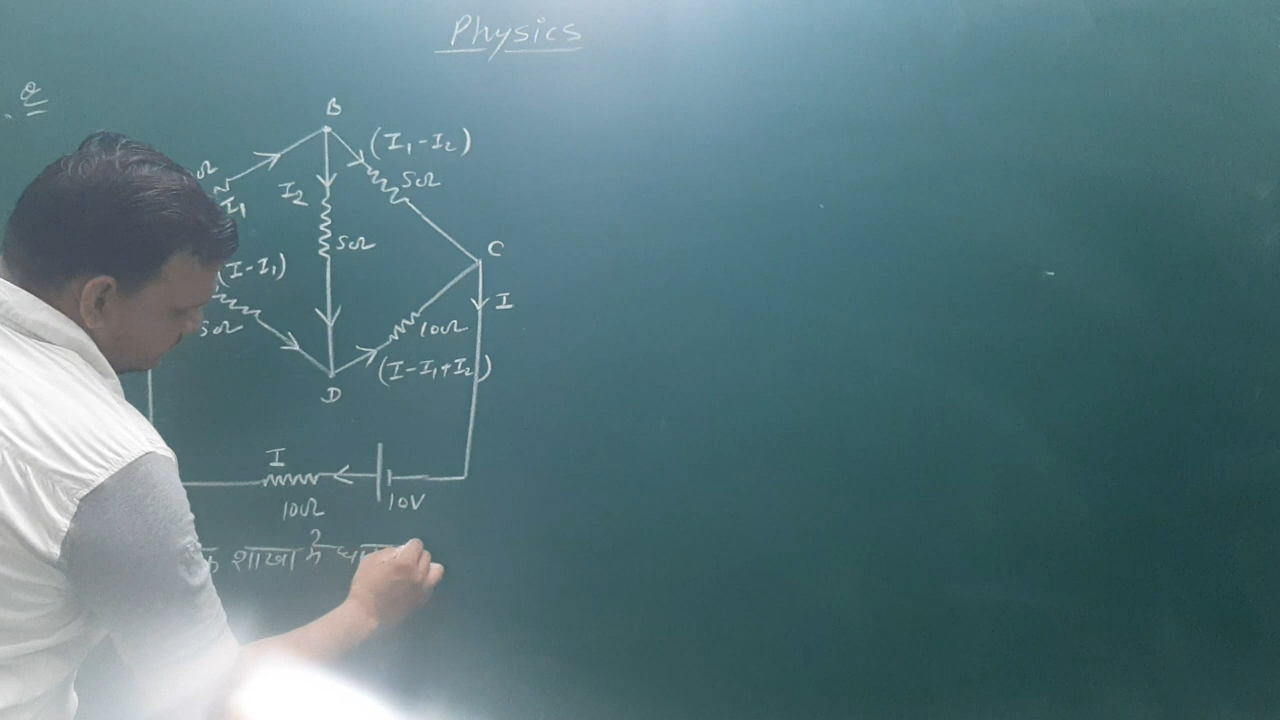 Physics
Q
B
(I₁-I₂)
Ω
5Ω
I₂
I₁
5Ω
C
(I-I₁)
I
5Ω
10Ω
(I-I₁+I₂)
D
I
10Ω
10V
शाखा में